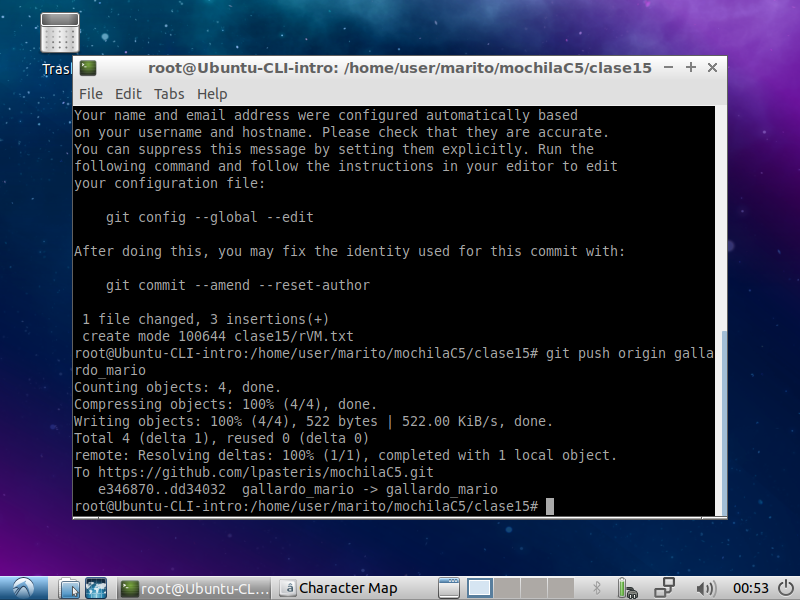 Trash
root@Ubuntu-CLI-intro: /home/user/marito/mochilaC5/clase15
File Edit Tabs Help
Your name and email address were configured automatically based
on your username and hostname. Please check that they are accurate.
You can suppress this message by setting them explicitly. Run the
following command and follow the instructions in your editor to edit
your configuration file:
git config --global --edit
After doing this, you may fix the identity used for this commit with:
git commit --amend --reset-author
1 file changed, 3 insertions(+)
create mode 100644 clase15/rVM.txt
root@Ubuntu-CLI-intro:/home/user/marito/mochilaC5/clase15# git push origin galla
rdo_mario
Counting objects: 4, done.
Compressing objects: 100% (4/4), done.
Writing objects: 100% (4/4), 522 bytes | 522.00 KiB/s, done.
Total 4 (delta 1), reused 0 (delta 0)
remote: Resolving deltas: 100% (1/1), completed with 1 local object.
To https://github.com/lpasteris/mochilaC5.git
e346870..dd34032 gallardo_mario -> gallardo_mario
root@Ubuntu-CLI-intro:/home/user/marito/mochilaC5/clase15#
root@Ubuntu-CL... á Character Map 00:53